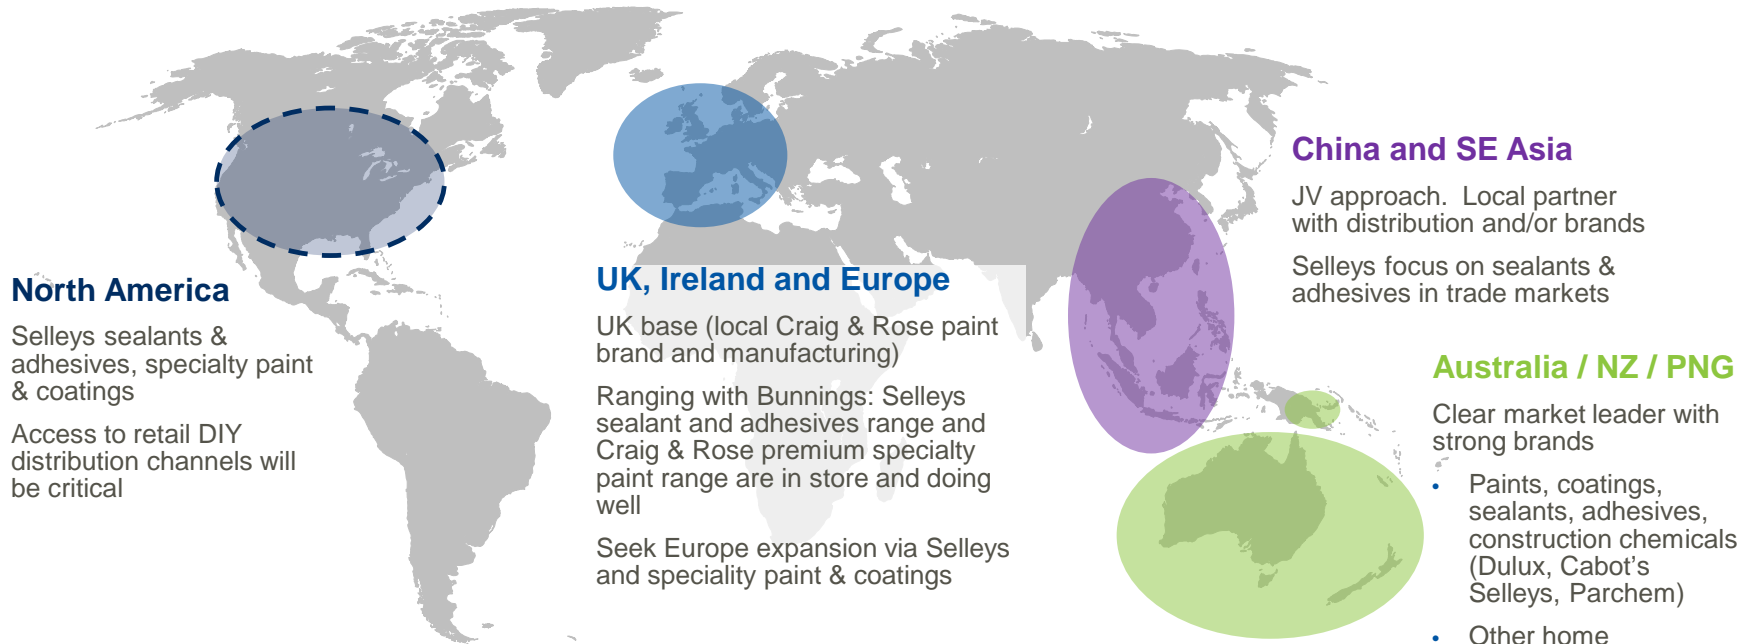 North America
Selleys sealants &
adhesives, specialty paint
& coatings
Access to retail DIY
distribution channels will
be critical
UK, Ireland and Europe
UK base (local Craig & Rose paint
brand and manufacturing)
Ranging with Bunnings: Selleys
sealant and adhesives range and
Craig & Rose premium specialty
paint range are in store and doing
well
Seek Europe expansion via Selleys
and speciality paint & coatings
China and SE Asia
JV approach.  Local partner
with distribution and/or brands
Selleys focus on sealants &
adhesives in trade markets
Australia / NZ / PNG
Clear market leader with
strong brands
• Paints, coatings,
sealants, adhesives,
construction chemicals
(Dulux, Cabot's
Selleys, Parchem)
• Other home